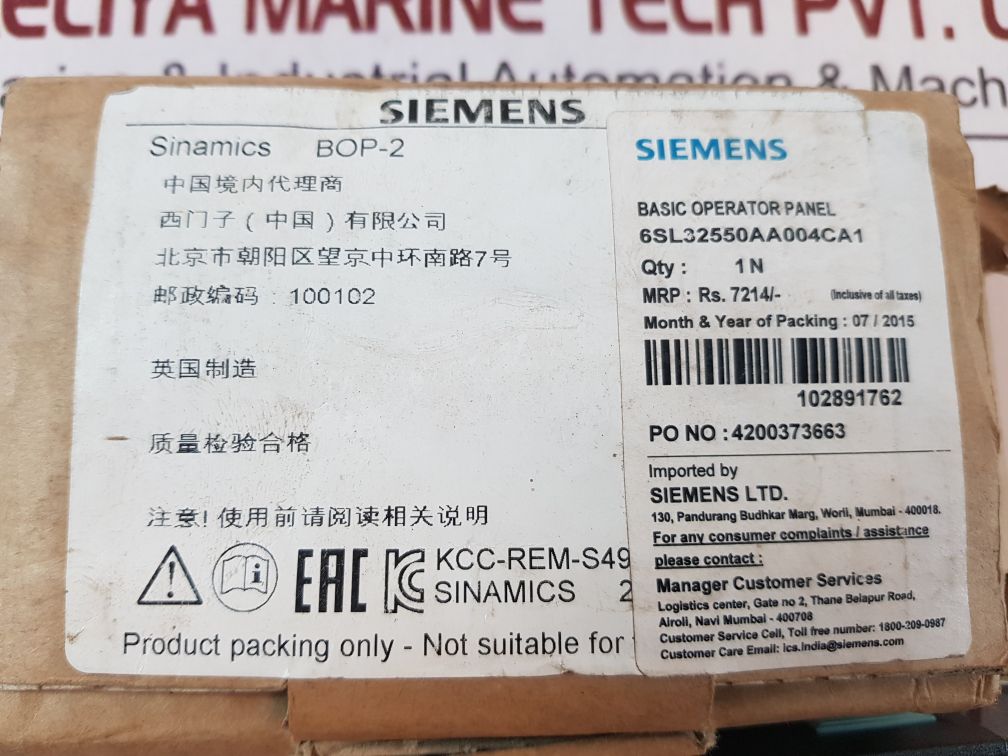 MARINE TECH PVT.
& Industrial Automation &
SIEMENS
Sinamics BOP-2
中国境内代理商
西门子(中国)有限公司
北京市朝阳区望京中环南路7号
邮政编码:100102
英国制造
质量检验合格
注意!使用前请阅读相关说明
EAC
KCC-REM-S49
SINAMICS 2
Product packing only - Not suitable for
SIEMENS
BASIC OPERATOR PANEL
6SL32550AA004CA1
Qty : 1 N
MRP : Rs. 7214/- (Inclusive of all taxes)
Month & Year of Packing : 07 / 2015
102891762
PO NO : 4200373663
Imported by
SIEMENS LTD.
130, Pandurang Budhkar Marg, Worli, Mumbai - 400018.
For any consumer complaints / assistance
please contact :
Manager Customer Services
Logistics center, Gate no 2, Thane Belapur Road,
Airoli, Navi Mumbai - 400708
Customer Service Cell, Toll free number: 1800-209-0987
Customer Care Email: ics.india@siemens.com